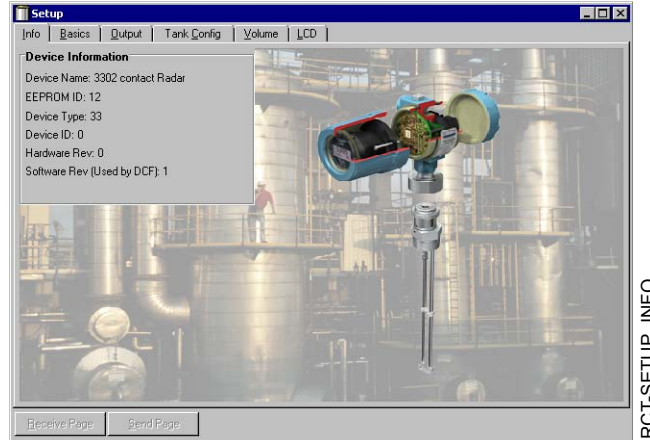 Setup
Info Basics Output Tank Config Volume LCD
Device Information
Device Name: 3302 contact Radar
EEPROM ID: 12
Device Type: 33
Device ID: 0
Hardware Rev: 0
Software Rev (Used by DCF): 1
Receive Page Send Page
RCT-SETUP_INFO